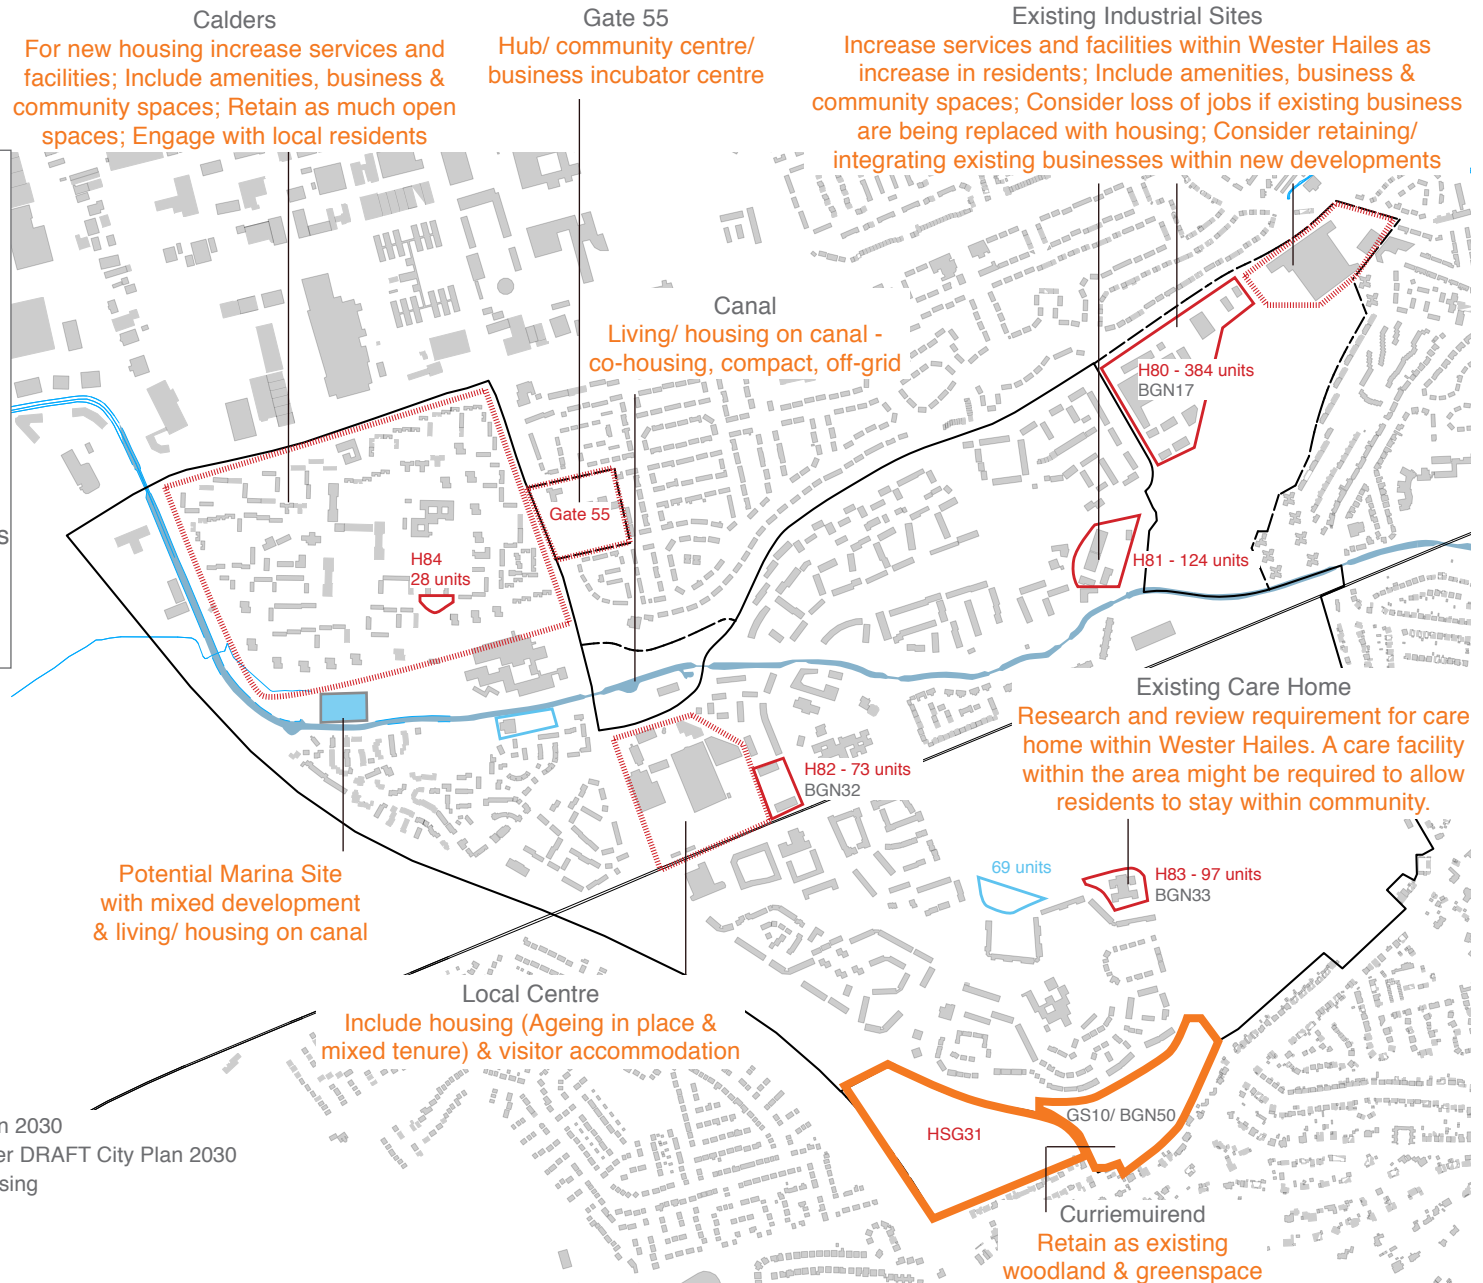 Calders
For new housing increase services and
facilities; Include amenities, business &
community spaces; Retain as much open
spaces; Engage with local residents
Gate 55
Hub/ community centre/
business incubator centre
Existing Industrial Sites
Increase services and facilities within Wester Hailes as
increase in residents; Include amenities, business &
community spaces; Consider loss of jobs if existing business
are being replaced with housing; Consider retaining/
integrating existing businesses within new developments
Canal
Living/ housing on canal -
co-housing, compact, off-grid
H80 - 384 units
BGN17
Gate 55
s
H84
28 units
H81 - 124 units
Existing Care Home
Research and review requirement for care
home within Wester Hailes. A care facility
within the area might be required to allow
residents to stay within community.
H82 - 73 units
BGN32
69 units
H83 - 97 units
BGN33
Potential Marina Site
with mixed development
& living/ housing on canal
Local Centre
Include housing (Ageing in place &
mixed tenure) & visitor accommodation
GS10/ BGN50
HSG31
n 2030
er DRAFT City Plan 2030
sing
Curriemuirend
Retain as existing
woodland & greenspace